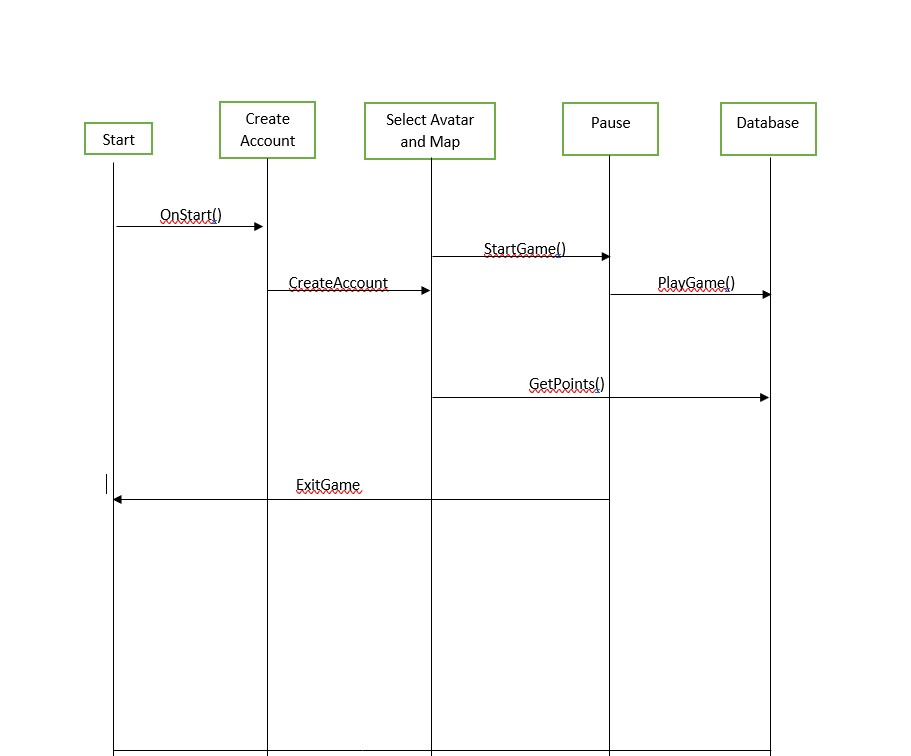 Start
Create
Account
Select Avatar
and Map
Pause
Database
OnStart()
StartGame()
CreateAccount
PlayGame()
GetPoints()
ExitGame